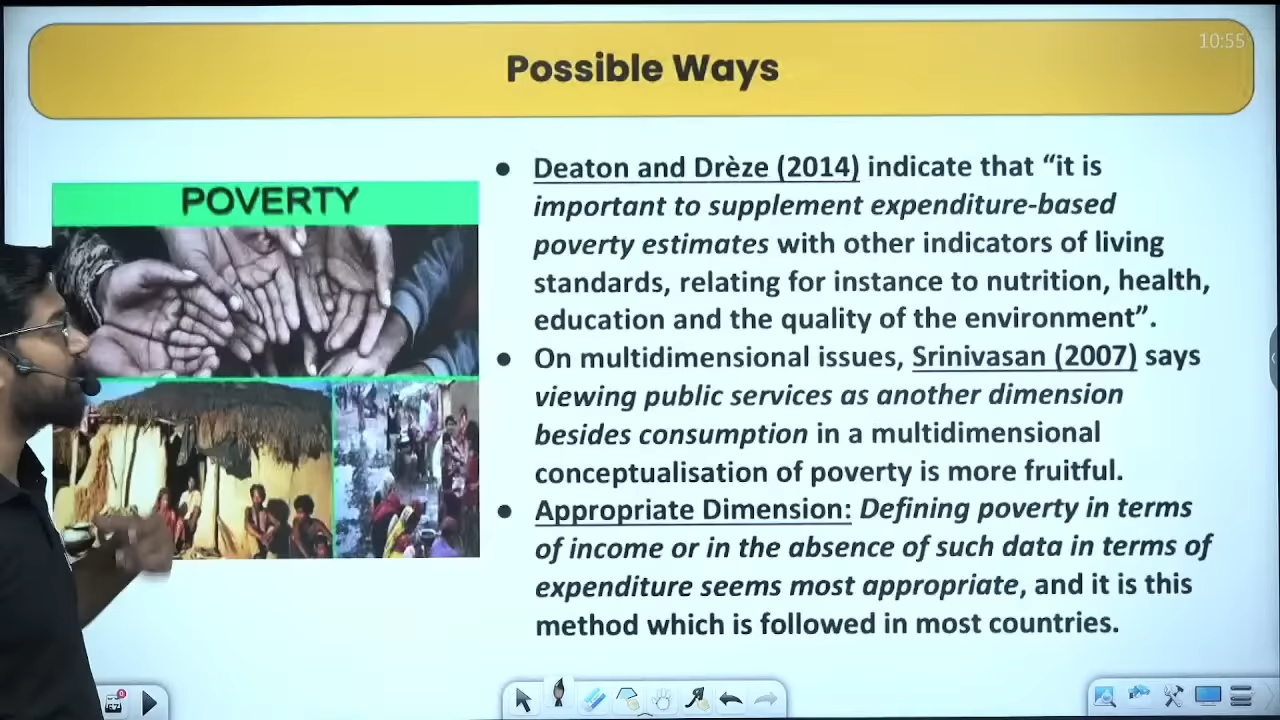 10:55
Possible Ways
POVERTY
● Deaton and Drèze (2014) indicate that “it is
important to supplement expenditure-based
poverty estimates with other indicators of living
standards, relating for instance to nutrition, health,
education and the quality of the environment”.
● On multidimensional issues, Srinivasan (2007) says
viewing public services as another dimension
besides consumption in a multidimensional
conceptualisation of poverty is more fruitful.
● Appropriate Dimension: Defining poverty in terms
of income or in the absence of such data in terms of
expenditure seems most appropriate, and it is this
method which is followed in most countries.